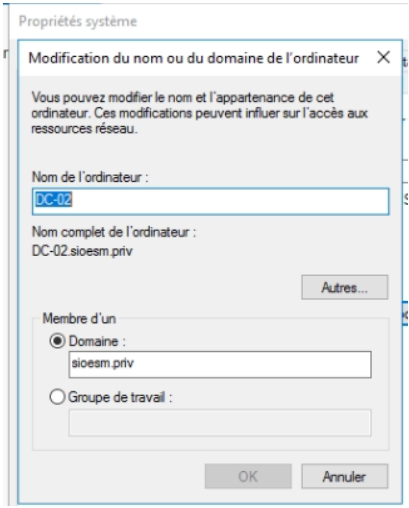 Propriétés système
Modification du nom ou du domaine de l'ordinateur
Vous pouvez modifier le nom et l'appartenance de cet
ordinateur. Ces modifications peuvent influer sur l'accès aux
ressources réseau.
Nom de l'ordinateur :
DC-02
Nom complet de l'ordinateur :
DC-02.sioesm.priv
Autres...
Membre d'un
Domaine :
sioesm.priv
Groupe de travail :
OK
Annuler